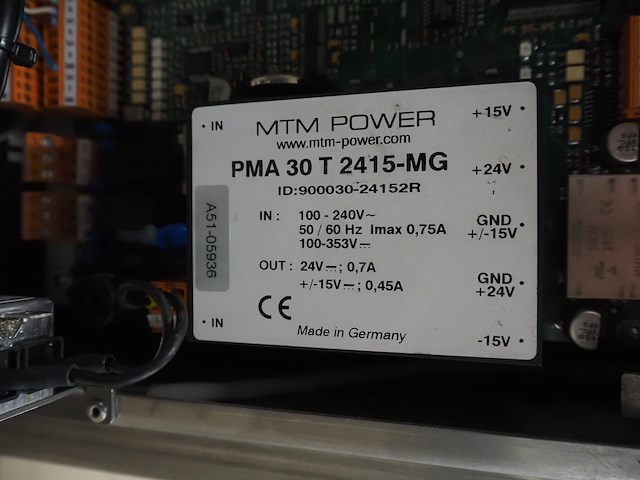 · IN
MTM POWER
www.mtm-power.com
PMA 30 T 2415-MG
ID:900030-24152R
IN : 100 - 240V~
50 / 60 Hz Imax 0,75A
100-353V⎓
OUT : 24V⎓; 0,7A
+/-15V⎓; 0,45A
CE
Made in Germany
· IN
A51-05936
+15V ·
+24V ·
GND ·
+/-15V
GND ·
+24V
-15V ·